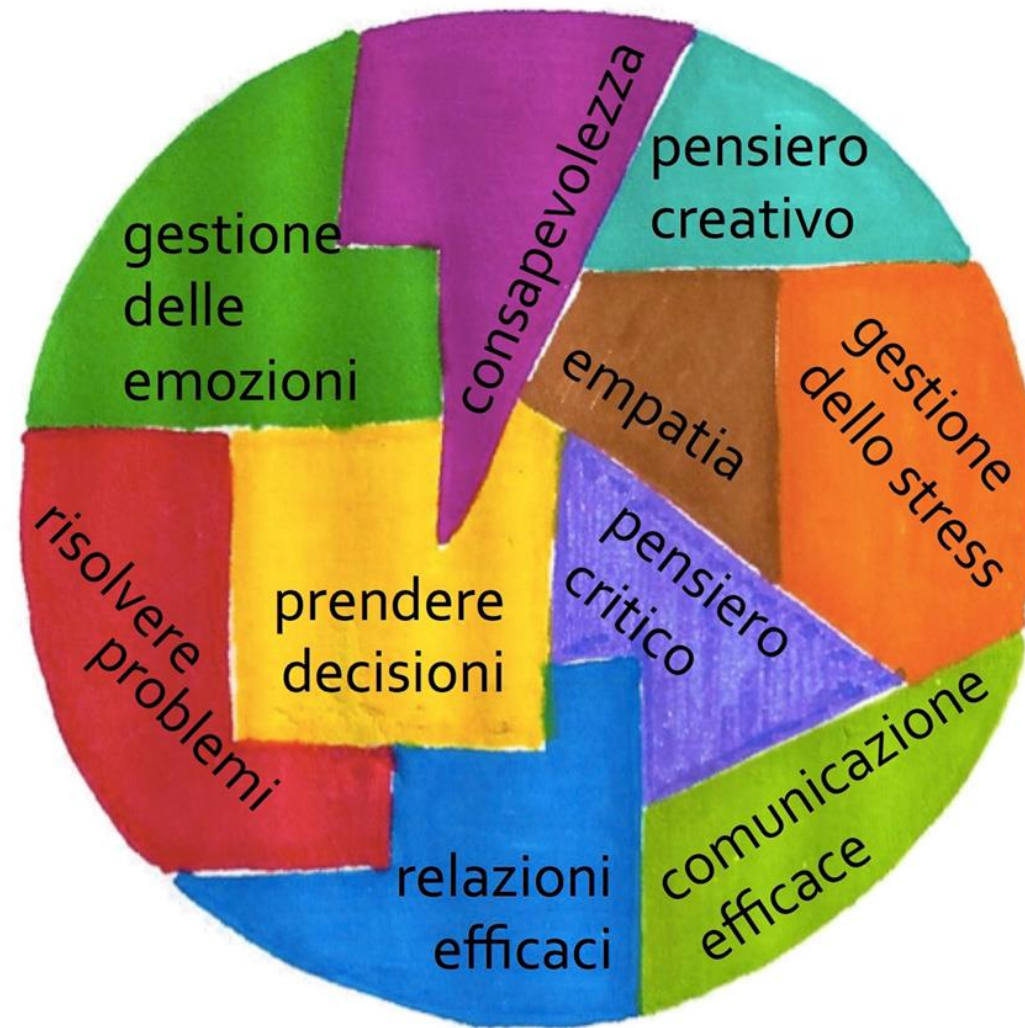 consapevolezza
pensiero
creativo
gestione
delle
emozioni
empatia
gestione
dello stress
risolvere
problemi
prendere
decisioni
pensiero
critico
relazioni
efficaci
comunicazione
efficace